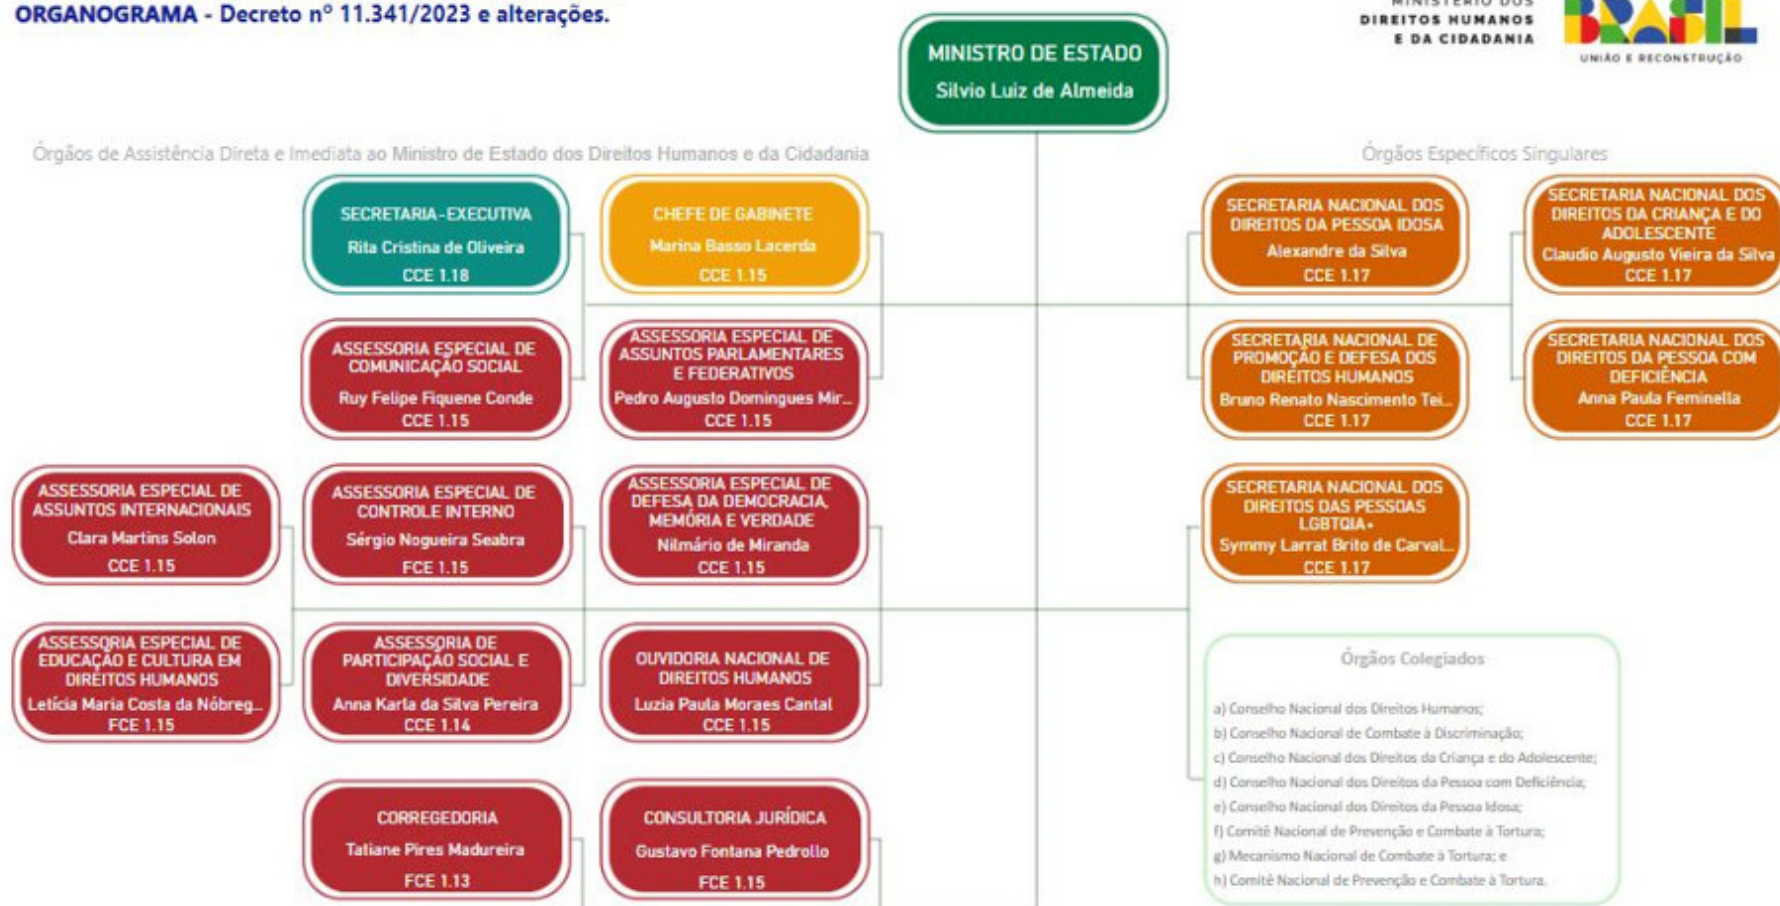 ORGANOGRAMA - Decreto nº 11.341/2023 e alterações.
MINISTÉRIO DOS
DIREITOS HUMANOS
E DA CIDADANIA
BRASIL
UNIÃO E RECONSTRUÇÃO
MINISTRO DE ESTADO
Silvio Luiz de Almeida
Órgãos de Assistência Direta e Imediata ao Ministro de Estado dos Direitos Humanos e da Cidadania
Órgãos Específicos Singulares
SECRETARIA-EXECUTIVA
Rita Cristina de Oliveira
CCE 1.18
CHEFE DE GABINETE
Marina Basso Lacerda
CCE 1.15
SECRETARIA NACIONAL DOS
DIREITOS DA PESSOA IDOSA
Alexandre da Silva
CCE 1.17
SECRETARIA NACIONAL DOS
DIREITOS DA CRIANÇA E DO
ADOLESCENTE
Claudio Augusto Vieira da Silva
CCE 1.17
ASSESSORIA ESPECIAL DE
COMUNICAÇÃO SOCIAL
Ruy Felipe Fiquene Conde
CCE 1.15
ASSESSORIA ESPECIAL DE
ASSUNTOS PARLAMENTARES
E FEDERATIVOS
Pedro Augusto Domingues Mir...
CCE 1.15
SECRETARIA NACIONAL DE
PROMOÇÃO E DEFESA DOS
DIREITOS HUMANOS
Bruno Renato Nascimento Tei...
CCE 1.17
SECRETARIA NACIONAL DOS
DIREITOS DA PESSOA COM
DEFICIÊNCIA
Anna Paula Feminella
CCE 1.17
ASSESSORIA ESPECIAL DE
ASSUNTOS INTERNACIONAIS
Clara Martins Solon
CCE 1.15
ASSESSORIA ESPECIAL DE
CONTROLE INTERNO
Sérgio Nogueira Seabra
FCE 1.15
ASSESSORIA ESPECIAL DE
DEFESA DA DEMOCRACIA,
MEMÓRIA E VERDADE
Nilmário de Miranda
CCE 1.15
SECRETARIA NACIONAL DOS
DIREITOS DAS PESSOAS
LGBTQIA+
Symmy Larrat Brito de Carval...
CCE 1.17
ASSESSORIA ESPECIAL DE
EDUCAÇÃO E CULTURA EM
DIREITOS HUMANOS
Letícia Maria Costa da Nóbreg...
FCE 1.15
ASSESSORIA DE
PARTICIPAÇÃO SOCIAL E
DIVERSIDADE
Anna Karla da Silva Pereira
CCE 1.14
OUVIDORIA NACIONAL DE
DIREITOS HUMANOS
Luzia Paula Moraes Cantal
CCE 1.15
Órgãos Colegiados
a) Conselho Nacional dos Direitos Humanos;
b) Conselho Nacional de Combate à Discriminação;
c) Conselho Nacional dos Direitos da Criança e do Adolescente;
d) Conselho Nacional dos Direitos da Pessoa com Deficiência;
e) Conselho Nacional dos Direitos da Pessoa Idosa;
f) Comitê Nacional de Prevenção e Combate à Tortura;
g) Mecanismo Nacional de Combate à Tortura; e
h) Comitê Nacional de Prevenção e Combate à Tortura.
CORREGEDORIA
Tatiane Pires Madureira
FCE 1.13
CONSULTORIA JURÍDICA
Gustavo Fontana Pedrollo
FCE 1.15